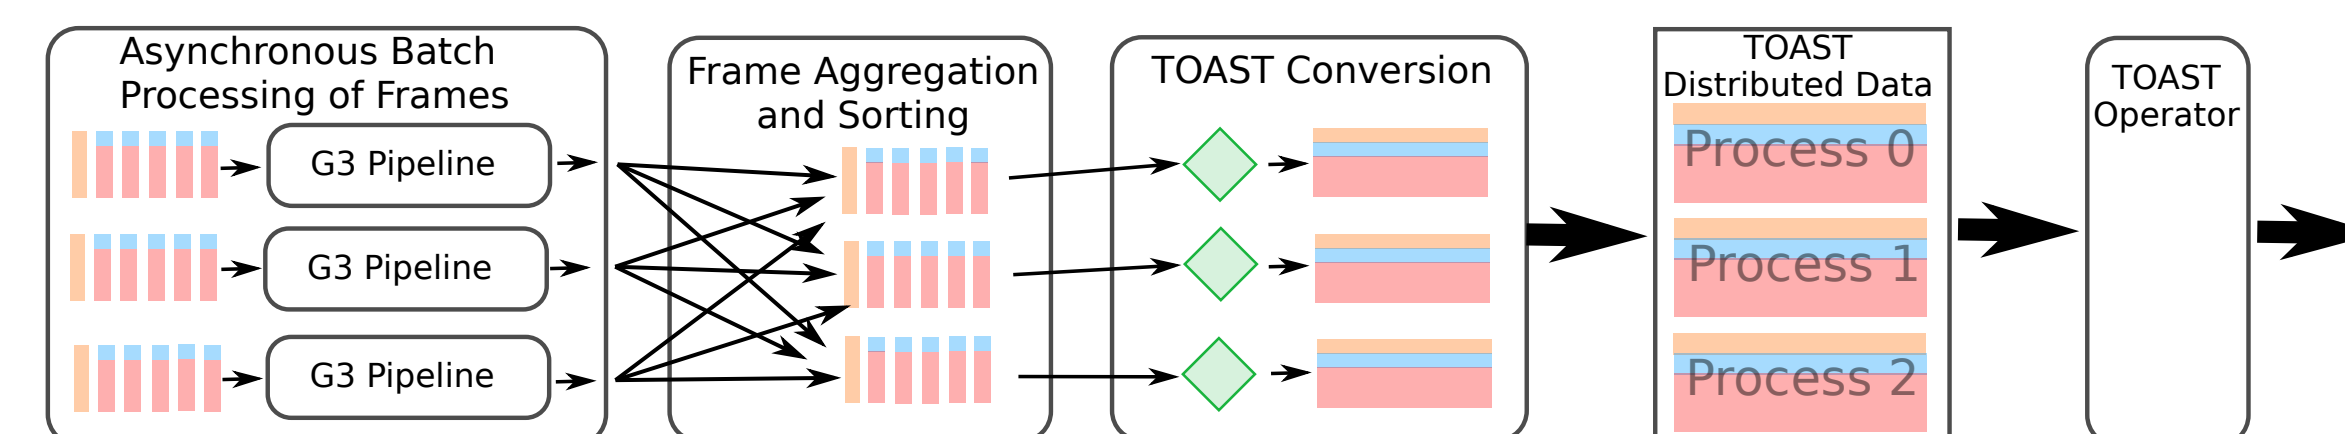 Asynchronous Batch
Processing of Frames
G3 Pipeline
G3 Pipeline
G3 Pipeline
Frame Aggregation
and Sorting
TOAST Conversion
TOAST
Distributed Data
Process 0
Process 1
Process 2
TOAST
Operator